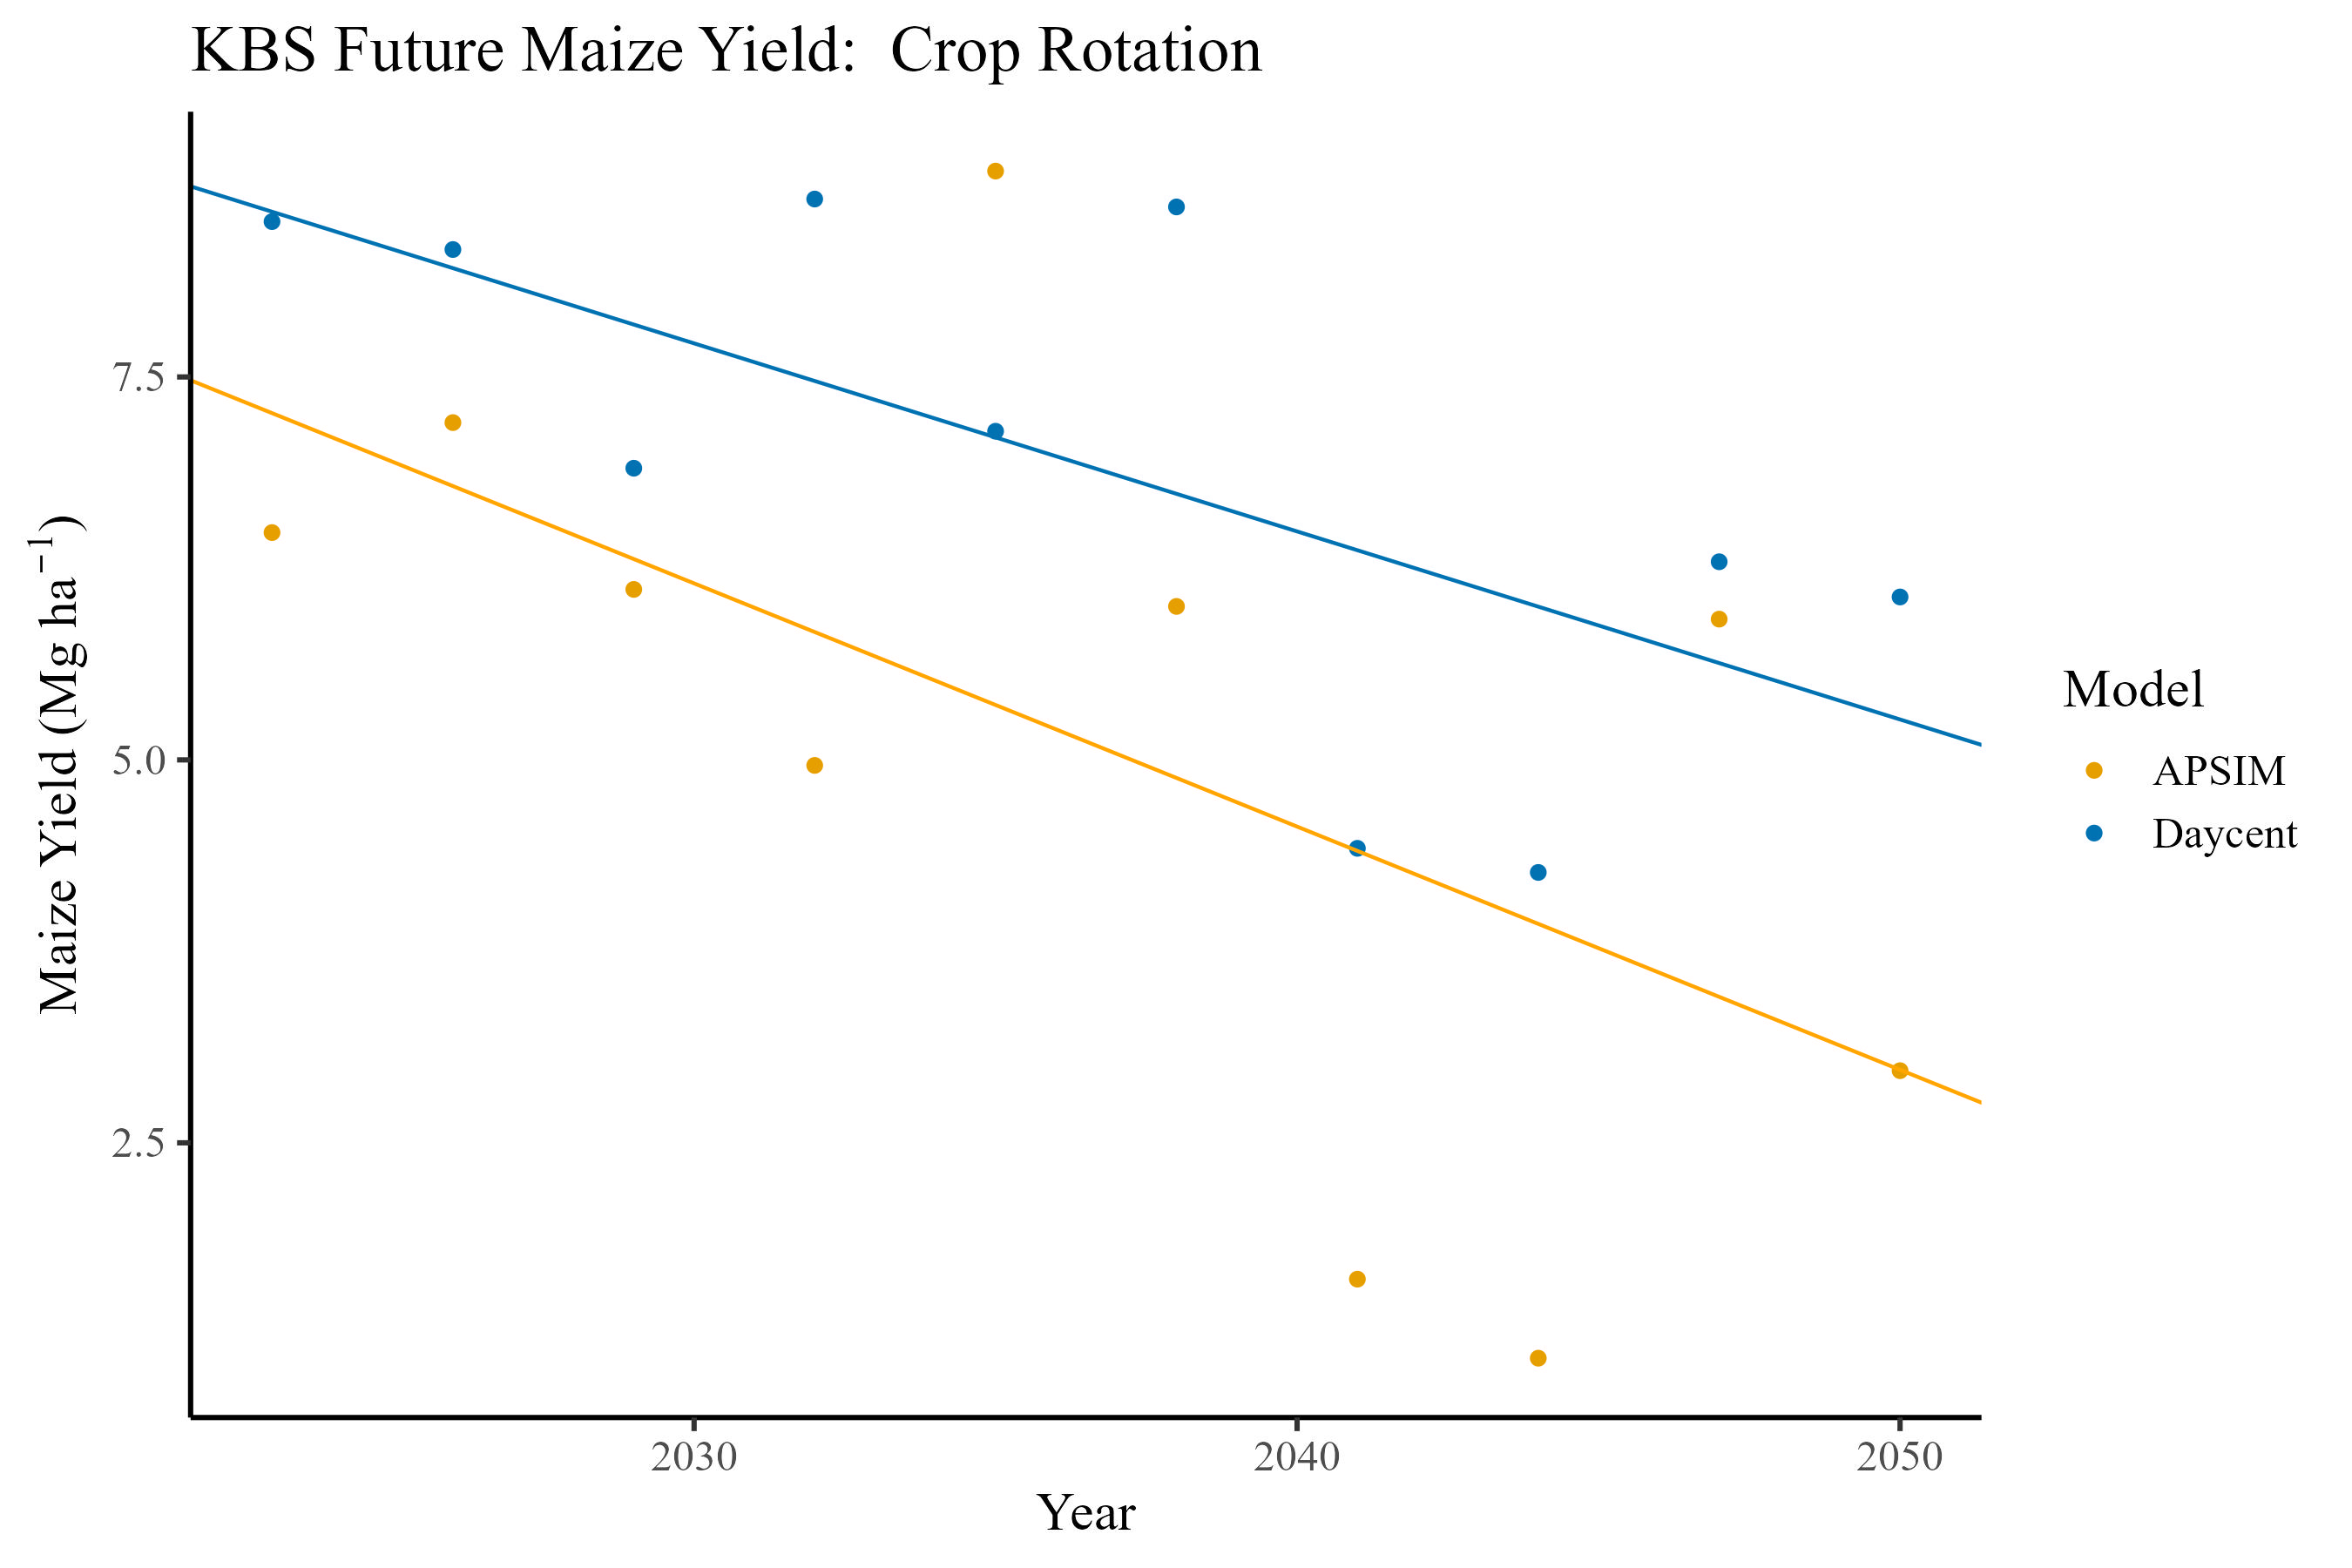 KBS Future Maize Yield:  Crop Rotation
Maize Yield (Mg ha⁻¹)
7.5
5.0
2.5
2030
2040
2050
Year
Model
APSIM
Daycent